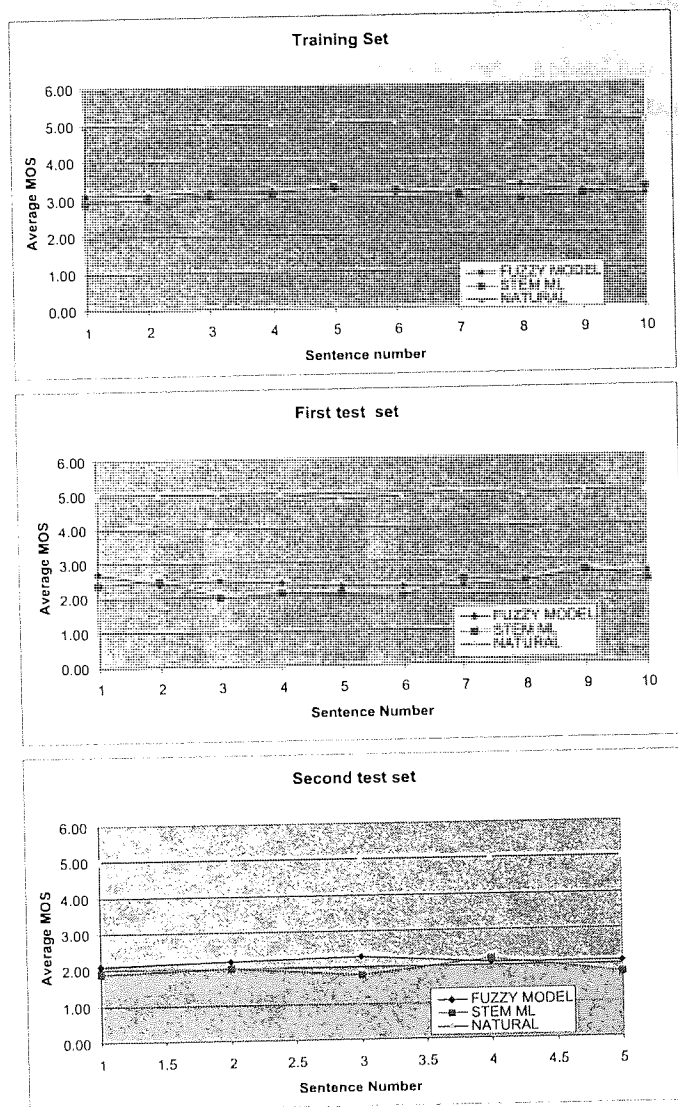 Training Set
6.00
5.00
4.00
3.00
2.00
1.00
0.00
Average MOS
FUZZY MODEL
STEM ML
NATURAL
1 2 3 4 5 6 7 8 9 10
Sentence number
First test set
6.00
5.00
4.00
3.00
2.00
1.00
0.00
Average MOS
FUZZY MODEL
STEM ML
NATURAL
1 2 3 4 5 6 7 8 9 10
Sentence Number
Second test set
6.00
5.00
4.00
3.00
2.00
1.00
0.00
Average MOS
FUZZY MODEL
STEM ML
NATURAL
1 1.5 2 2.5 3 3.5 4 4.5 5
Sentence Number